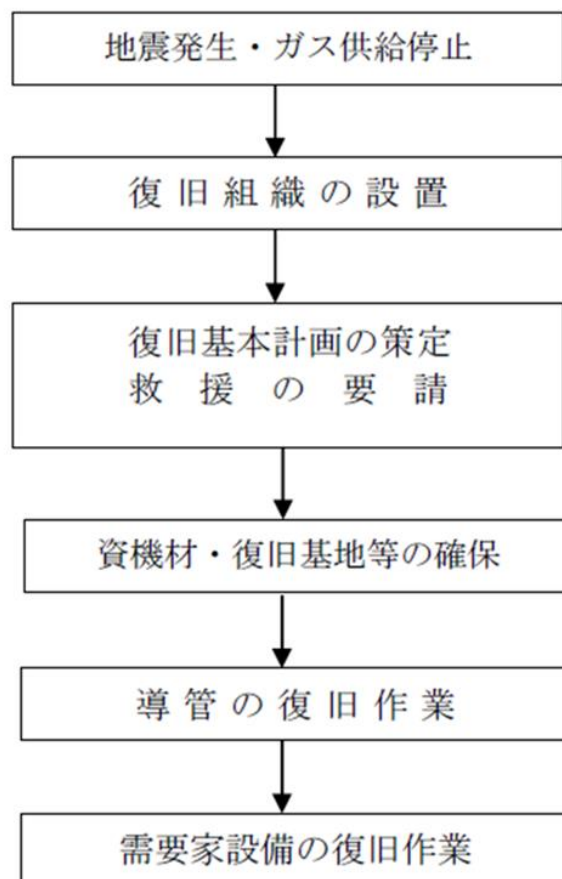 地震発生・ガス供給停止
復旧組織の設置
復旧基本計画の策定
救援の要請
資機材・復旧基地等の確保
導管の復旧作業
需要家設備の復旧作業